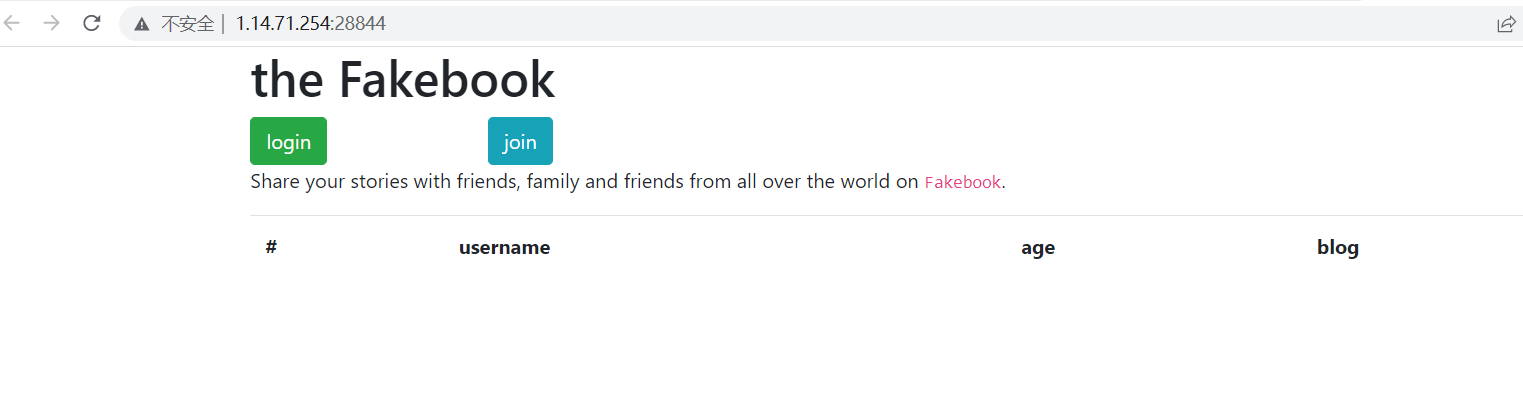 不安全 | 1.14.71.254:28844
the Fakebook
login join
Share your stories with friends, family and friends from all over the world on Fakebook.
# username age blog